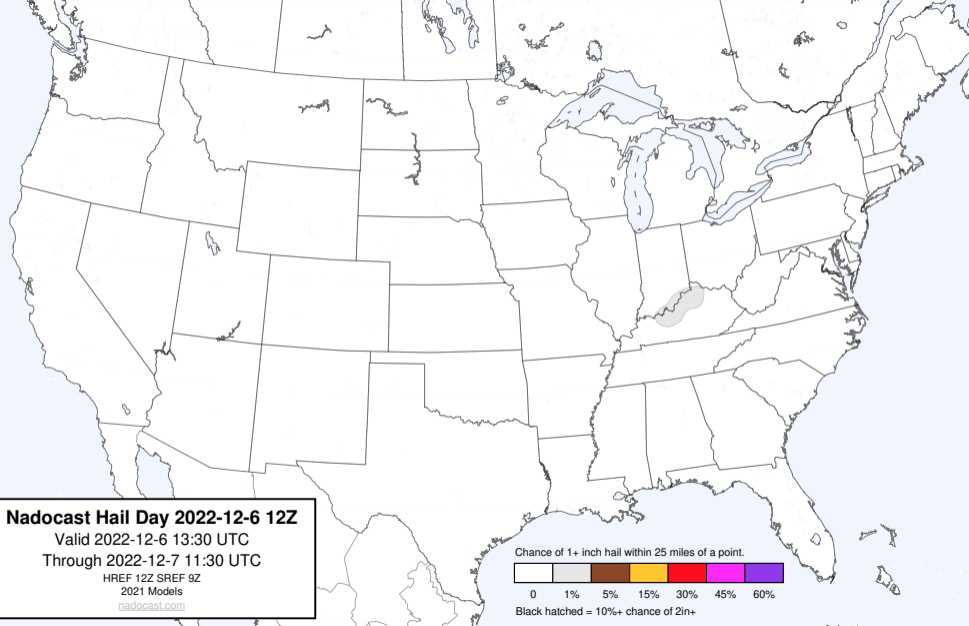 Nadocast Hail Day 2022-12-6 12Z
Valid 2022-12-6 13:30 UTC
Through 2022-12-7 11:30 UTC
HREF 12Z SREF 9Z
2021 Models
nadocast.com
Chance of 1+ inch hail within 25 miles of a point.
0 1% 5% 15% 30% 45% 60%
Black hatched = 10%+ chance of 2in+